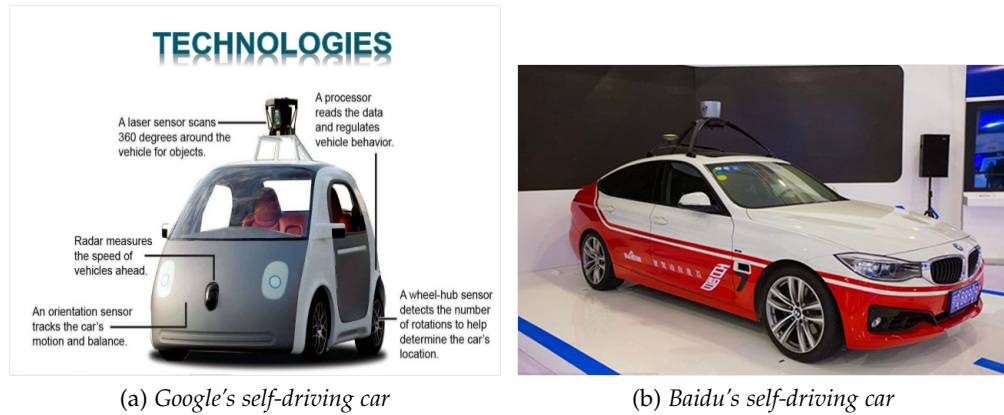 TECHNOLOGIES
A laser sensor scans
360 degrees around the
vehicle for objects.
A processor
reads the data
and regulates
vehicle behavior.
Radar measures
the speed of
vehicles ahead.
An orientation sensor
tracks the car's
motion and balance.
A wheel-hub sensor
detects the number
of rotations to help
determine the car's
location.
(a) Google's self-driving car
Baidu
(b) Baidu's self-driving car